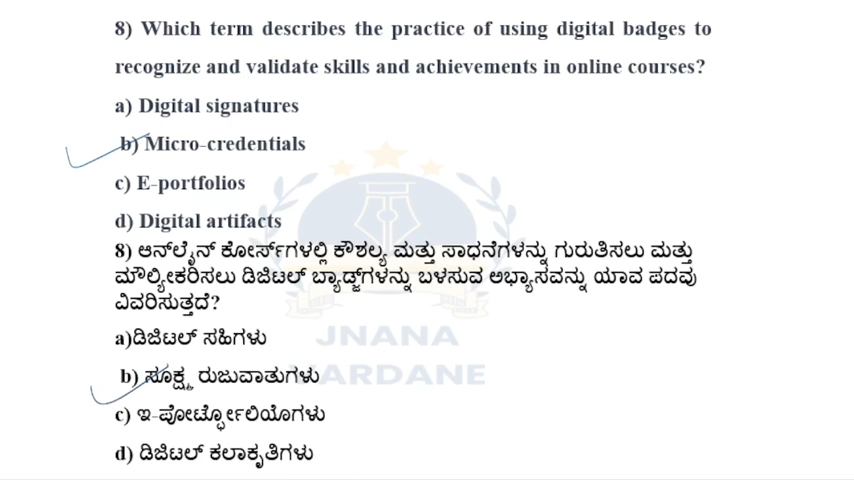 8) Which term describes the practice of using digital badges to
recognize and validate skills and achievements in online courses?
a) Digital signatures
b) Micro-credentials
c) E-portfolios
d) Digital artifacts
8) ಆನ್‌ಲೈನ್ ಕೋರ್ಸ್‌ಗಳಲ್ಲಿ ಕೌಶಲ್ಯ ಮತ್ತು ಸಾಧನೆಗಳನ್ನು ಗುರುತಿಸಲು ಮತ್ತು
ಮೌಲ್ಯೀಕರಿಸಲು ಡಿಜಿಟಲ್ ಬ್ಯಾಡ್ಜ್‌ಗಳನ್ನು ಬಳಸುವ ಅಭ್ಯಾಸವನ್ನು ಯಾವ ಪದವು
ವಿವರಿಸುತ್ತದೆ?
a)ಡಿಜಿಟಲ್ ಸಹಿಗಳು
JNANA
b) ಸೂಕ್ಷ್ಮ ರುಜುವಾತುಗಳು
VARDANE
c) ಇ-ಪೋರ್ಟ್ಫೋಲಿಯೊಗಳು
d) ಡಿಜಿಟಲ್ ಕಲಾಕೃತಿಗಳು